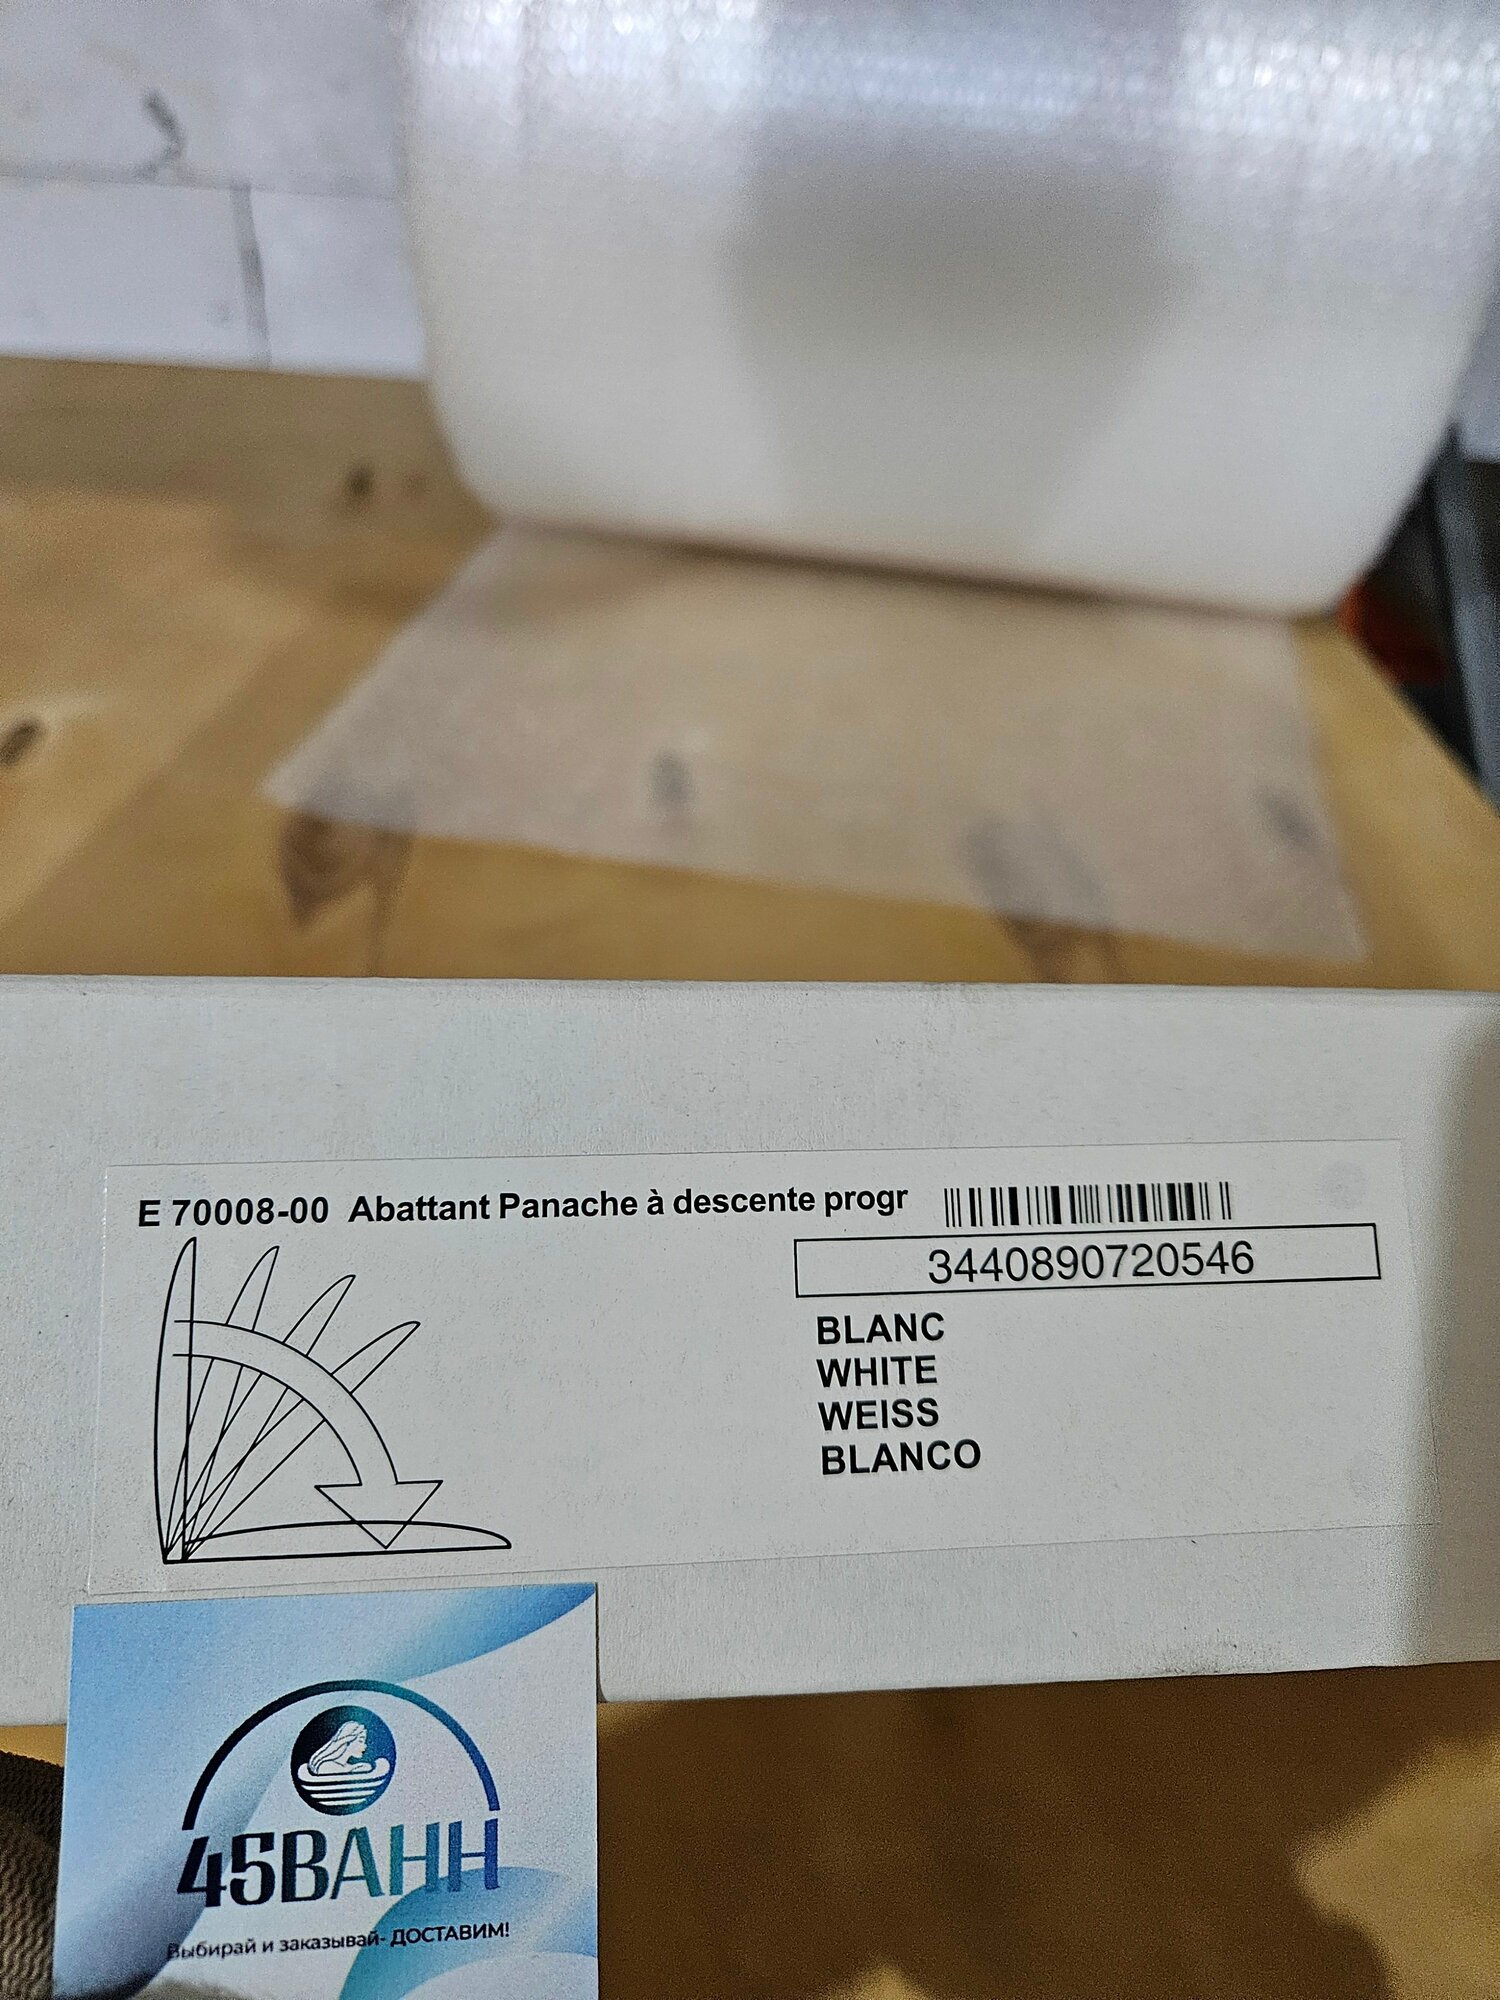 E 70008-00 Abattant Panache à descente progr
3440890720546
BLANC
WHITE
WEISS
BLANCO
45ВАНН
Выбирай и заказывай- ДОСТАВИМ!